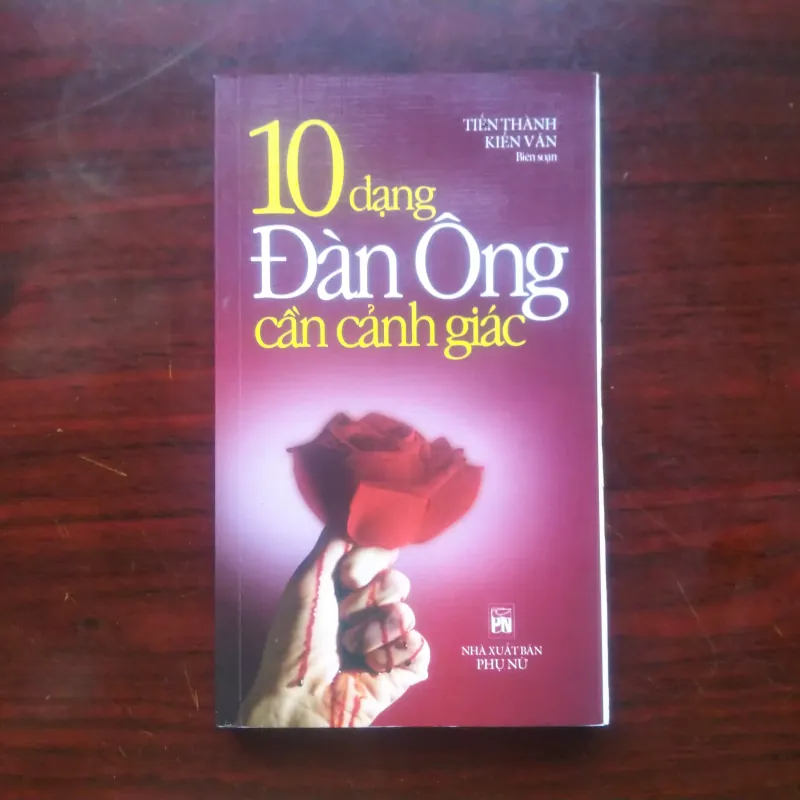 TIẾN THÀNH
KIẾN VĂN
Biên soạn
10 dạng
Đàn Ông
cần cảnh giác
PN
NHÀ XUẤT BẢN
PHỤ NỮ